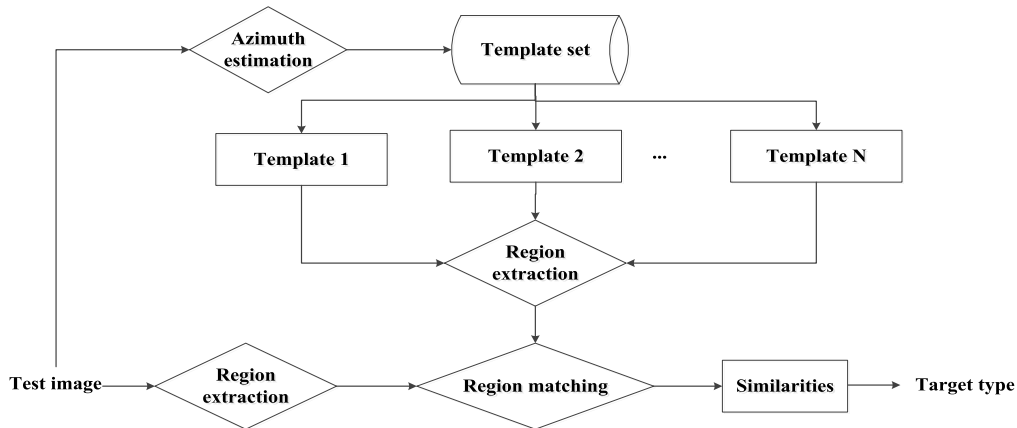 Azimuth
estimation
Template set
Template 1
Template 2
...
Template N
Region
extraction
Test image
Region
extraction
Region matching
Similarities
Target type